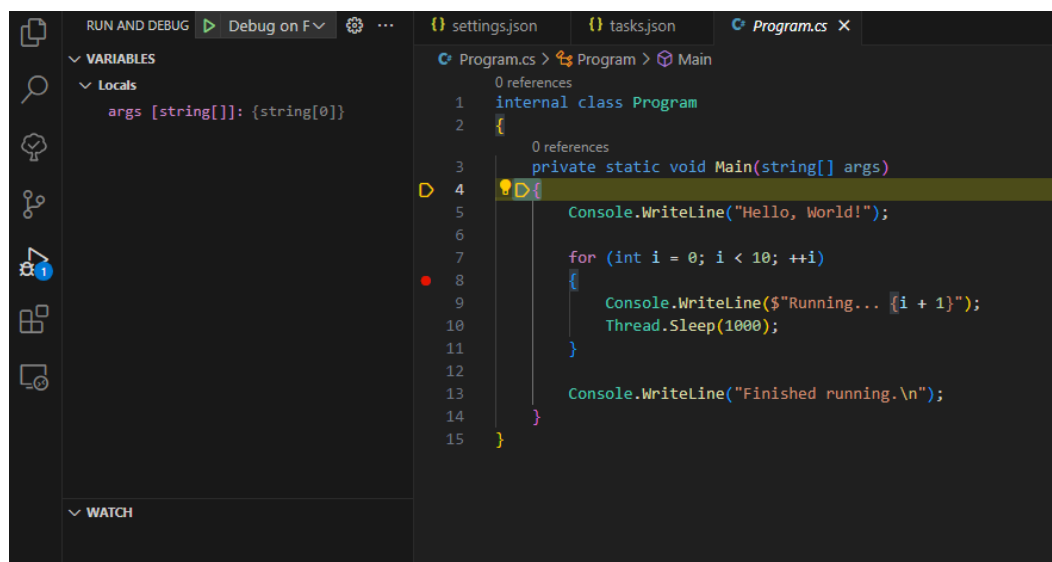 RUN AND DEBUG Debug on F ··· {} settings.json {} tasks.json C# Program.cs ×
VARIABLES
Locals
args [string[]]: {string[0]}
1
WATCH
C# Program.cs > Program > Main
0 references
1 internal class Program
2 {
0 references
3 private static void Main(string[] args)
4 {
5 Console.WriteLine("Hello, World!");
6
7 for (int i = 0; i < 10; ++i)
8 {
9 Console.WriteLine($"Running... {i + 1}");
10 Thread.Sleep(1000);
11 }
12
13 Console.WriteLine("Finished running.\n");
14 }
15 }